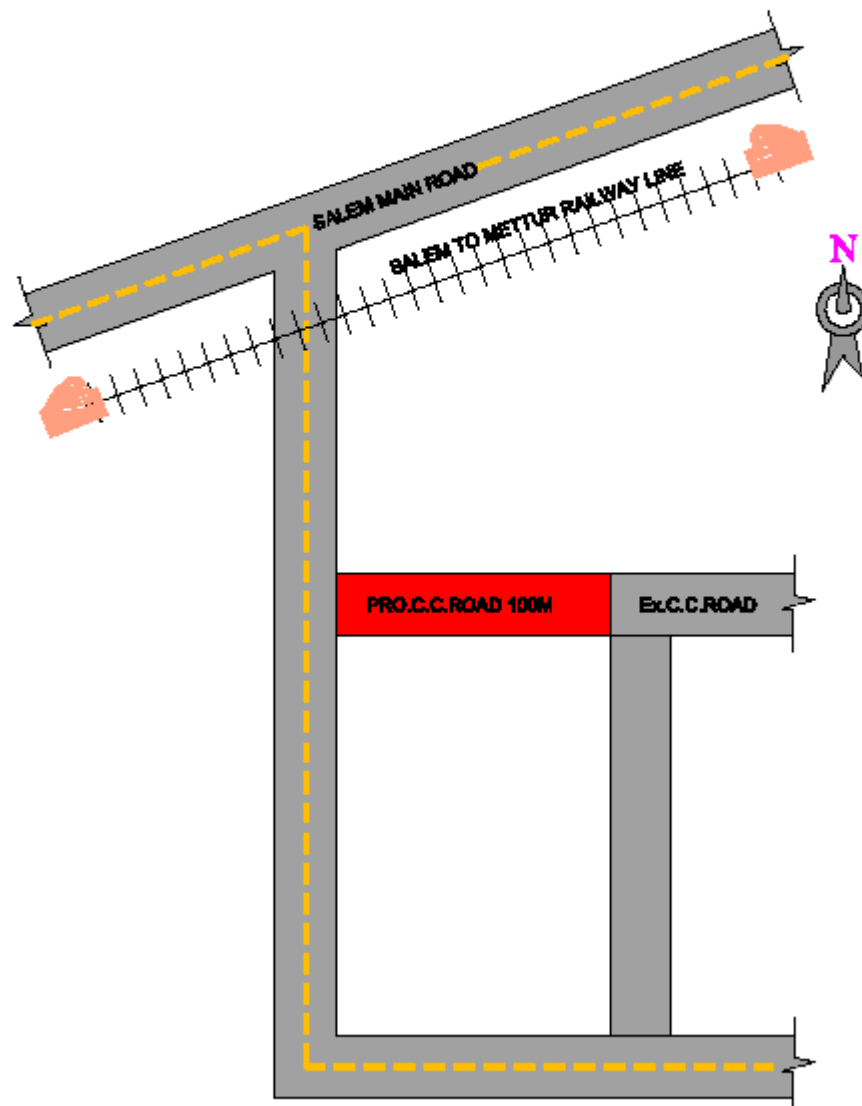 SALEM MAIN ROAD
SALEM TO METTUR RAILWAY LINE
N
PRO.C.C.ROAD 100M
Ex.C.C.ROAD